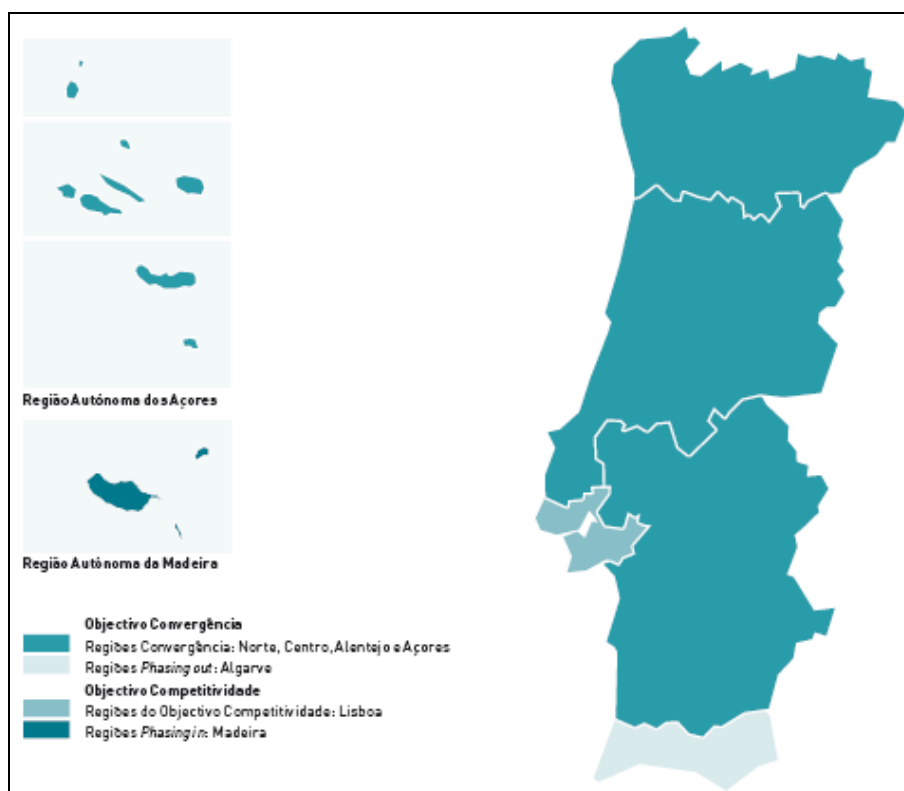 Região Autónoma dos Açores
Região Autónoma da Madeira
Objectivo Convergência
Regiões Convergência: Norte, Centro, Alentejo e Açores
Regiões Phasing out: Algarve
Objectivo Competitividade
Regiões do Objectivo Competitividade: Lisboa
Regiões Phasing in: Madeira